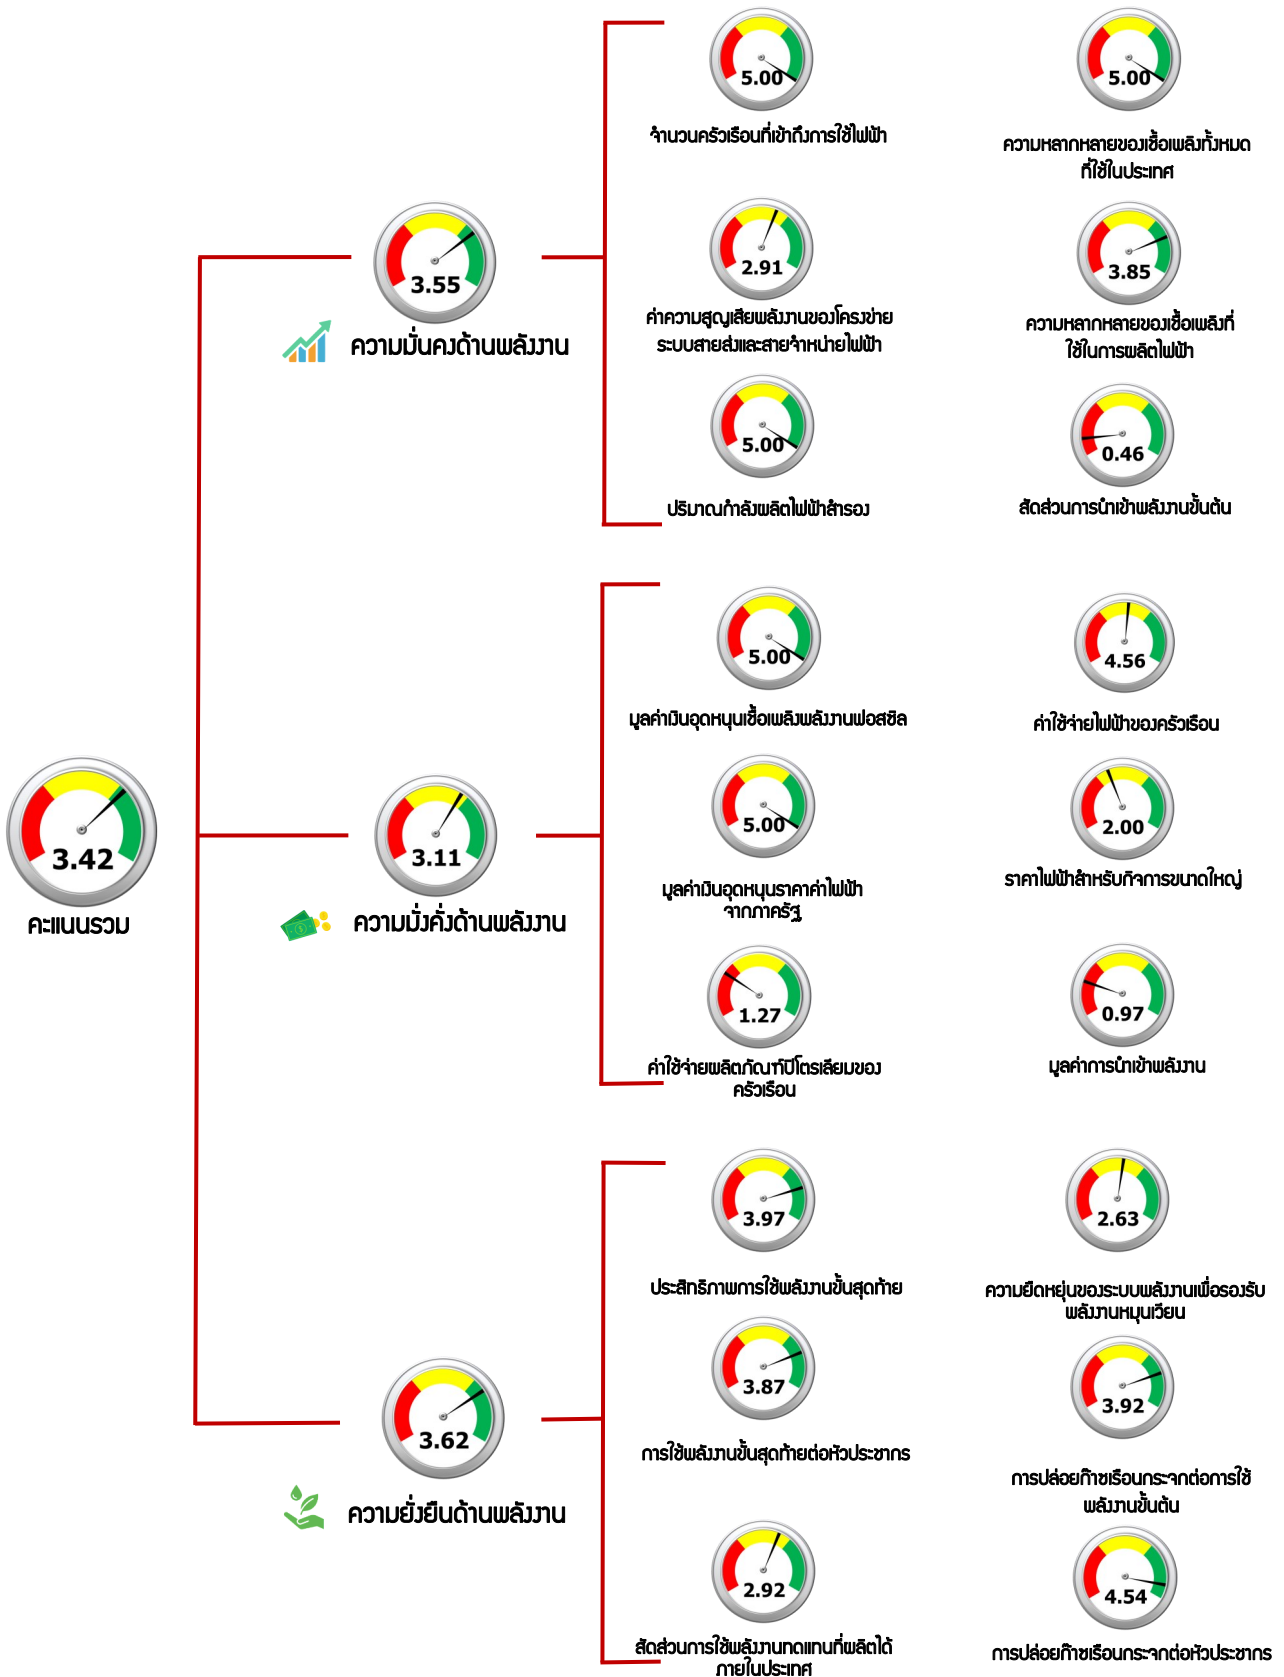 3.42
คะแนนรวม
3.55
ความมั่นคงด้านพลังงาน
5.00
จำนวนครัวเรือนที่เข้าถึงการใช้ไฟฟ้า
5.00
ความหลากหลายของเชื้อเพลิงทั้งหมด
ที่ใช้ในประเทศ
2.91
ค่าความสูญเสียพลังงานของโครงข่าย
ระบบสายส่งและสายจำหน่ายไฟฟ้า
3.85
ความหลากหลายของเชื้อเพลิงที่
ใช้ในการผลิตไฟฟ้า
5.00
ปริมาณกำลังผลิตไฟฟ้าสำรอง
0.46
สัดส่วนการนำเข้าพลังงานขั้นต้น
3.11
ความมั่งคั่งด้านพลังงาน
5.00
มูลค่าเงินอุดหนุนเชื้อเพลิงพลังงานฟอสซิล
4.56
ค่าใช้จ่ายไฟฟ้าของครัวเรือน
5.00
มูลค่าเงินอุดหนุนราคาค่าไฟฟ้า
จากภาครัฐ
2.00
ราคาไฟฟ้าสำหรับกิจการขนาดใหญ่
1.27
ค่าใช้จ่ายผลิตภัณฑ์ปิโตรเลียมของ
ครัวเรือน
0.97
มูลค่าการนำเข้าพลังงาน
3.62
ความยั่งยืนด้านพลังงาน
3.97
ประสิทธิภาพการใช้พลังงานขั้นสุดท้าย
2.63
ความยืดหยุ่นของระบบพลังงานเพื่อรองรับ
พลังงานหมุนเวียน
3.87
การใช้พลังงานขั้นสุดท้ายต่อหัวประชากร
3.92
การปล่อยก๊าซเรือนกระจกต่อการใช้
พลังงานขั้นต้น
2.92
สัดส่วนการใช้พลังงานทดแทนที่ผลิตได้
ภายในประเทศ
4.54
การปล่อยก๊าซเรือนกระจกต่อหัวประชากร